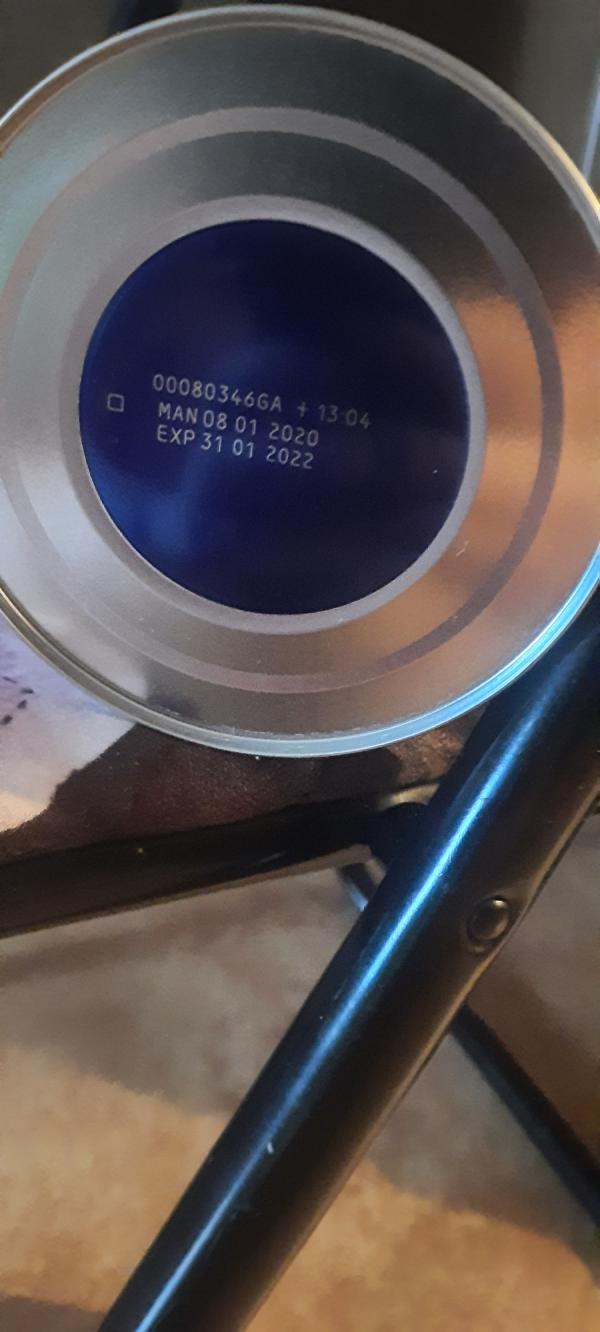 00080346GA + 13:04
MAN 08 01 2020
EXP 31 01 2022